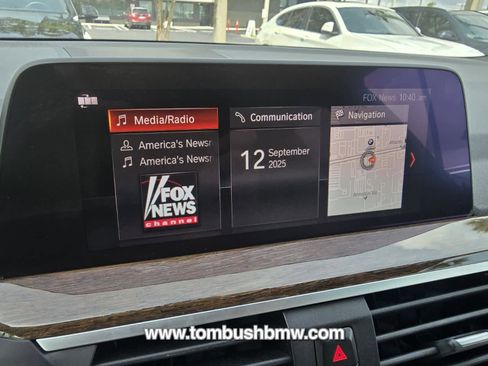 FOX News 10:40 am
Media/Radio
Communication
Navigation
America's Newsr
America's Newsr
12 September
2025
FOX
NEWS
channel
www.tombushbmw.com